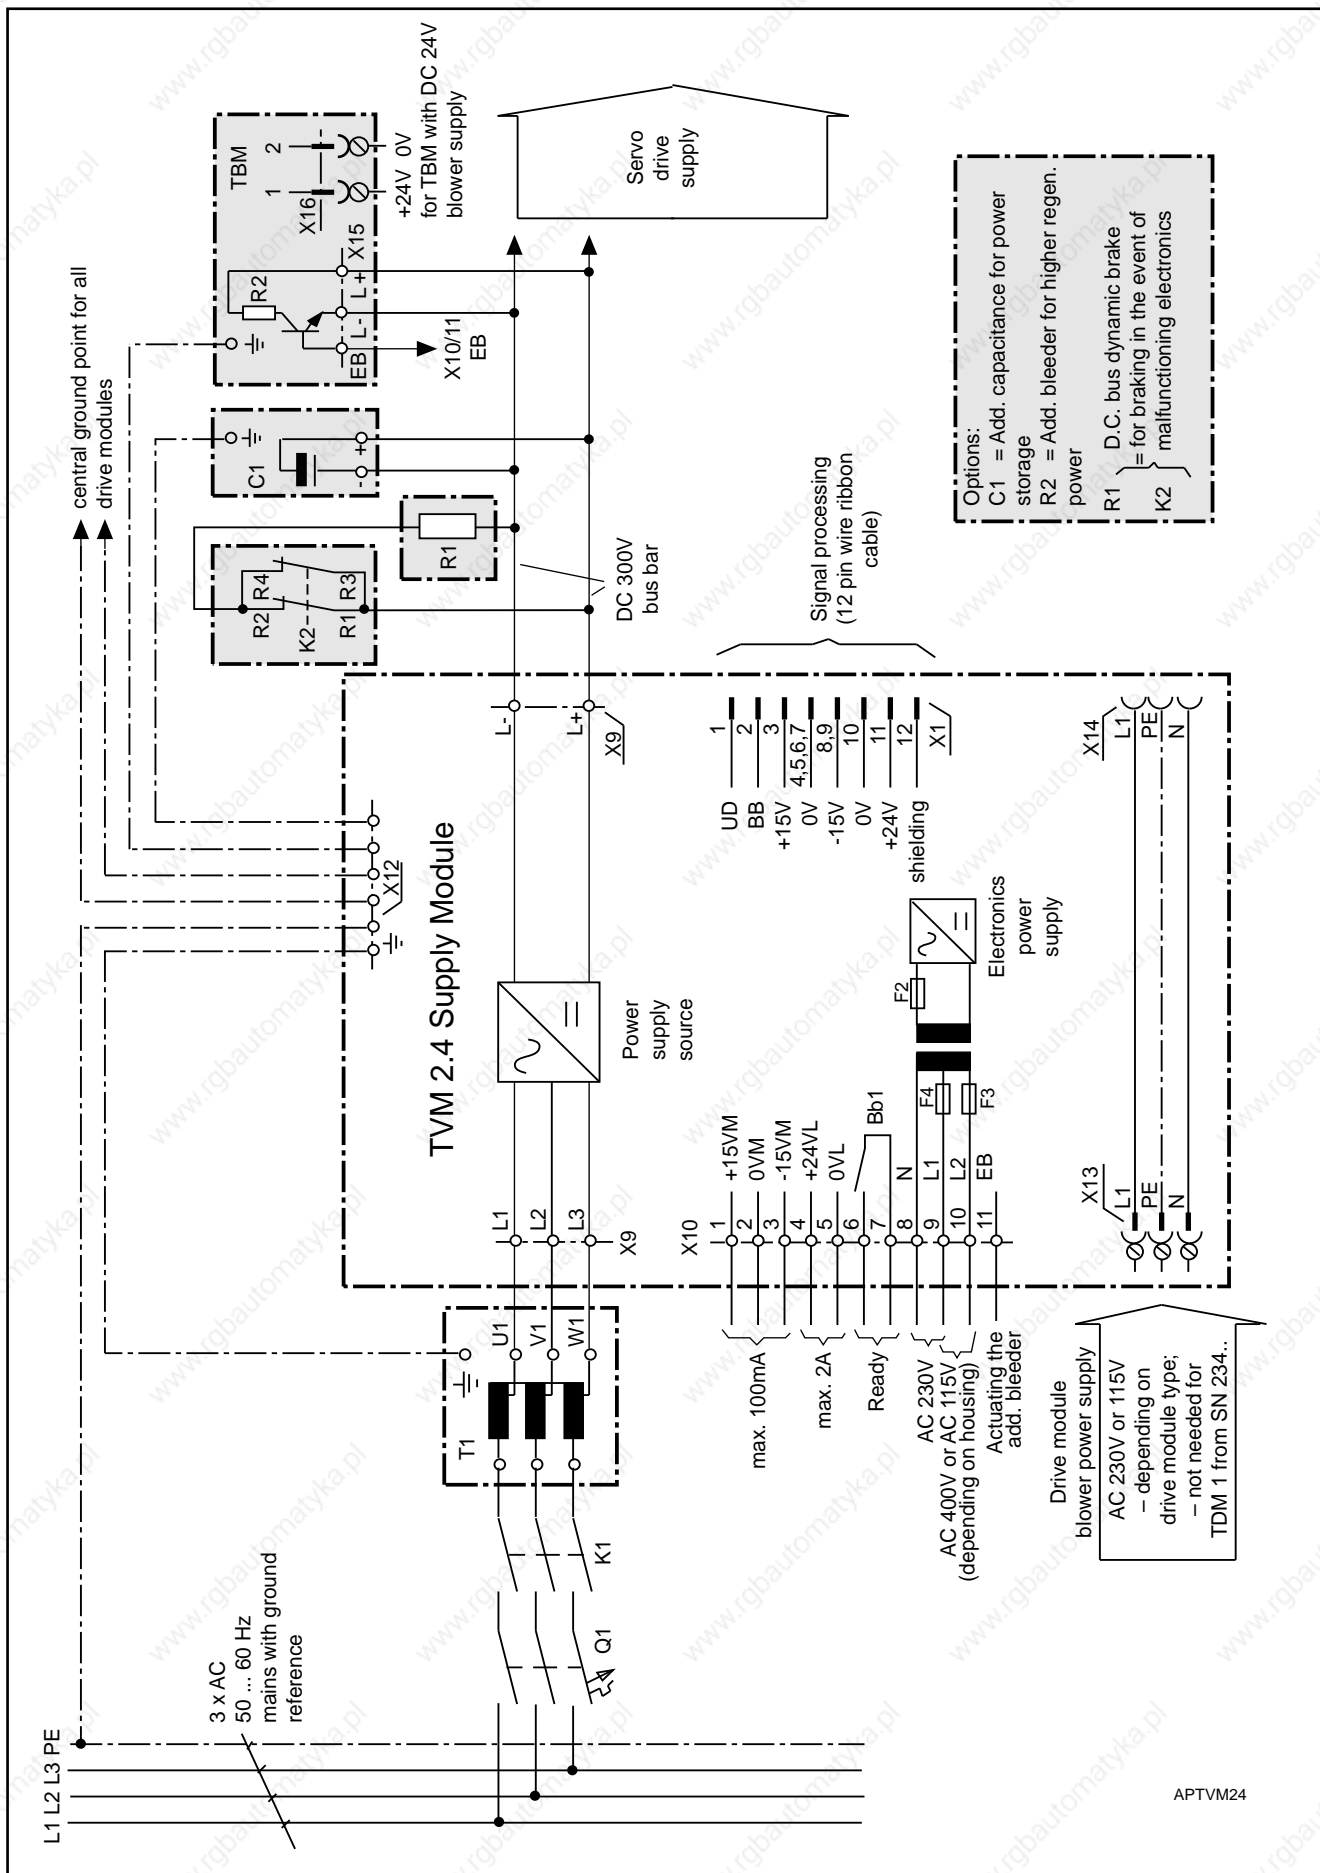 L1 L2 L3 PE
3 x AC
50 ... 60 Hz
mains with ground
reference
Q1
K1
T1
U1
V1
W1
TVM 2.4 Supply Module
X9
L1
L2
L3
Power
supply
source
L-
L+
X9
X12
central ground point for all
drive modules
K2
R2
R4
R1
R3
R1
DC 300V
bus bar
C1
-
+
TBM
R2
EB
L-
L+
X15
X16
1
2
+24V 0V
for TBM with DC 24V
blower supply
X10/11
EB
Servo
drive
supply
X10
1 +15VM
2 0VM
3 -15VM
4 +24VL
5 0VL
6
7
Bb1
8 N
9 L1
10 L2
11 EB
max. 100mA
max. 2A
Ready
AC 230V
AC 400V or AC 115V
(depending on housing)
Actuating the
add. bleeder
F4
F3
F2
Electronics
power
supply
UD 1
BB 2
+15V 3
0V 4,5,6,7
-15V 8,9
0V 10
+24V 11
shielding 12
X1
Signal processing
(12 pin wire ribbon
cable)
X13
L1
PE
N
X14
L1
PE
N
Drive module
blower power supply
AC 230V or 115V
– depending on
drive module type;
– not needed for
TDM 1 from SN 234..
Options:
C1 = Add. capacitance for power
storage
R2 = Add. bleeder for higher regen.
power
R1 D.C. bus dynamic brake
= for braking in the event of
K2 malfunctioning electronics
APTVM24
www.rgbautomatyka.pl